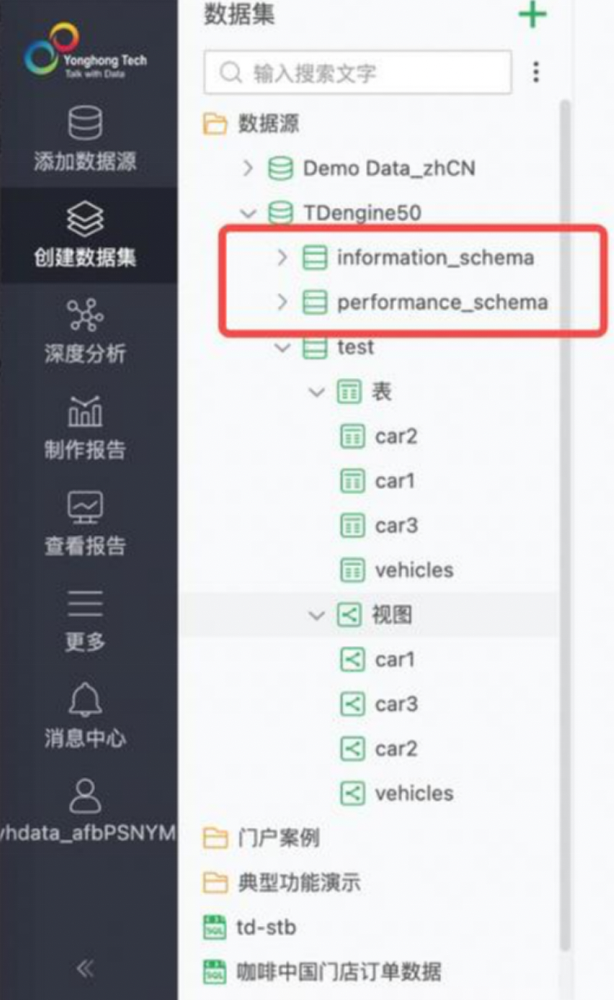 Yonghong Tech
Talk with Data
添加数据源
创建数据集
深度分析
制作报告
查看报告
更多
消息中心
yhdata_afbPSNYM
数据集
输入搜索文字
数据源
Demo Data_zhCN
TDengine50
information_schema
performance_schema
test
表
car2
car1
car3
vehicles
视图
car1
car3
car2
vehicles
门户案例
典型功能演示
SQL td-stb
SQL 咖啡中国门店订单数据